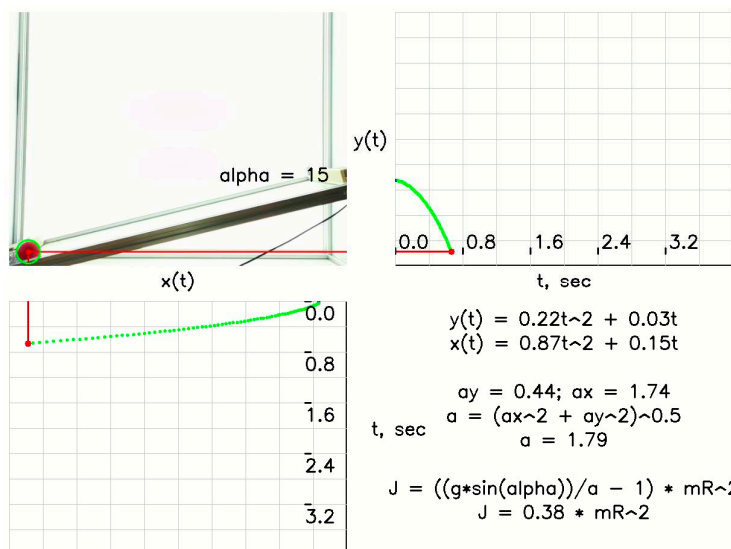 alpha = 15
y(t)
0.0 0.8 1.6 2.4 3.2
t, sec
x(t)
0.0
0.8
1.6
2.4
3.2
t, sec
y(t) = 0.22t^2 + 0.03t
x(t) = 0.87t^2 + 0.15t
ay = 0.44; ax = 1.74
a = (ax^2 + ay^2)^0.5
a = 1.79
J = ((g*sin(alpha))/a - 1) * mR^2
J = 0.38 * mR^2